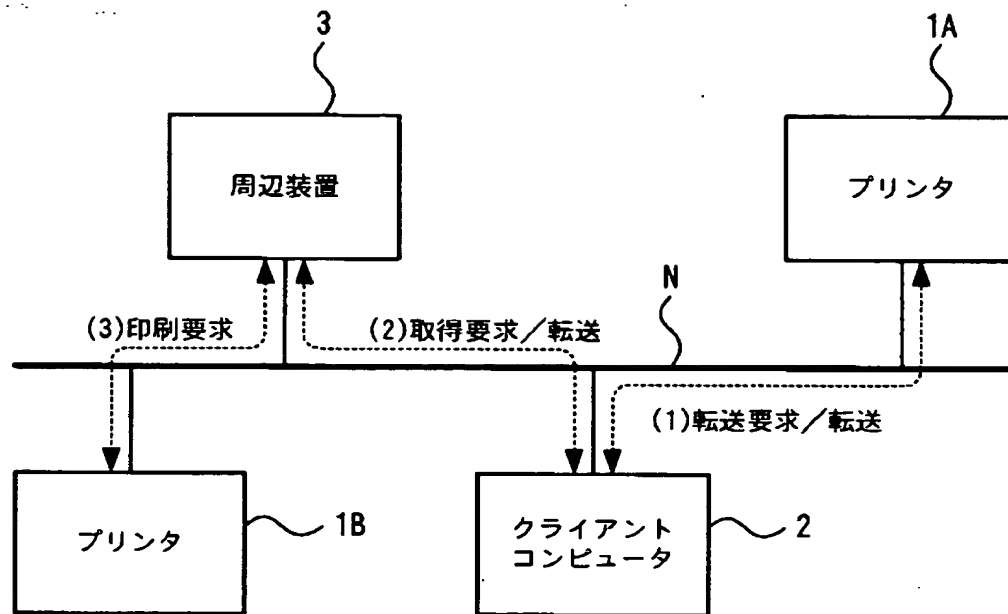 3
1A
周辺装置
プリンタ
N
(3)印刷要求
(2)取得要求／転送
(1)転送要求／転送
プリンタ
1B
クライアント
コンピュータ
2